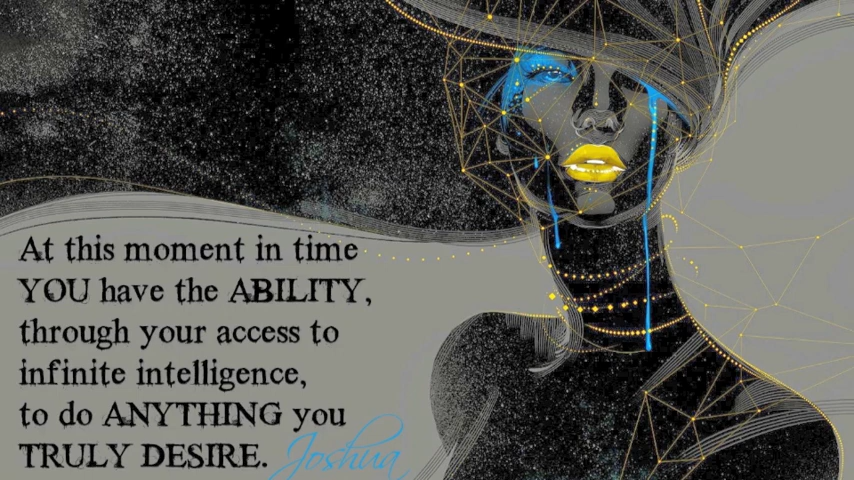 At this moment in time
YOU have the ABILITY,
through your access to
infinite intelligence,
to do ANYTHING you
TRULY DESIRE. Joshua